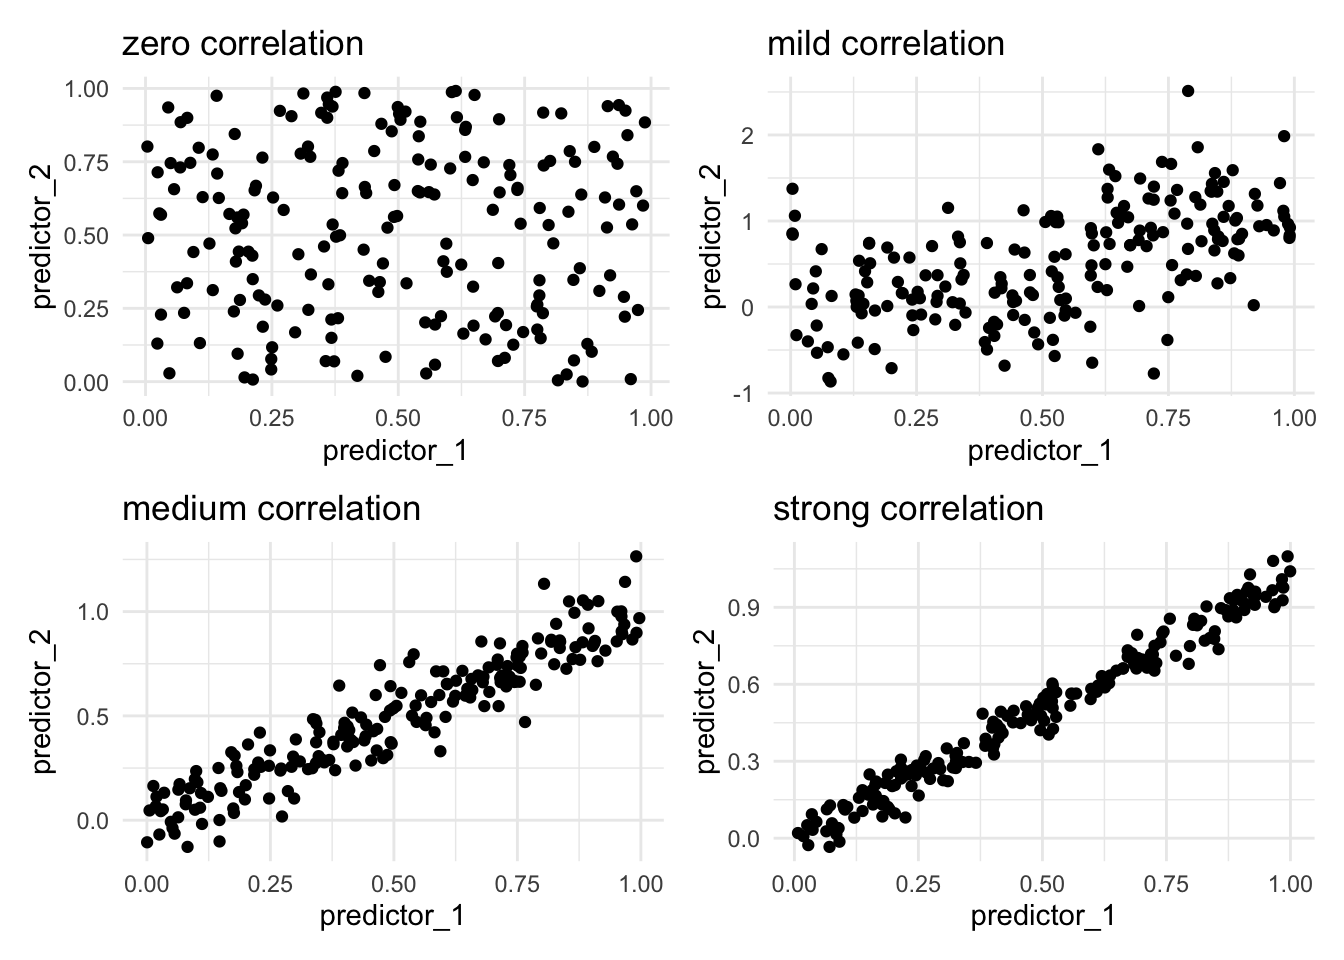 zero correlation
1.00
0.75
0.50
0.25
0.00
predictor_2
0.00 0.25 0.50 0.75 1.00
predictor_1
mild correlation
2
1
0
-1
predictor_2
0.00 0.25 0.50 0.75 1.00
predictor_1
medium correlation
1.0
0.5
0.0
predictor_2
0.00 0.25 0.50 0.75 1.00
predictor_1
strong correlation
0.9
0.6
0.3
0.0
predictor_2
0.00 0.25 0.50 0.75 1.00
predictor_1